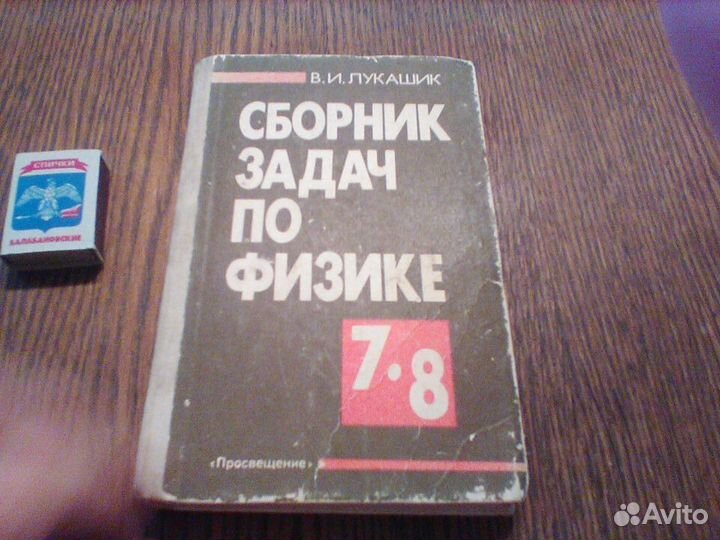 В.И. ЛУКАШИК
СБОРНИК
ЗАДАЧ
ПО
ФИЗИКЕ
7·8
«Просвещение»
СПИЧКИ
БАЛАБАНОВСКИЕ
Avito